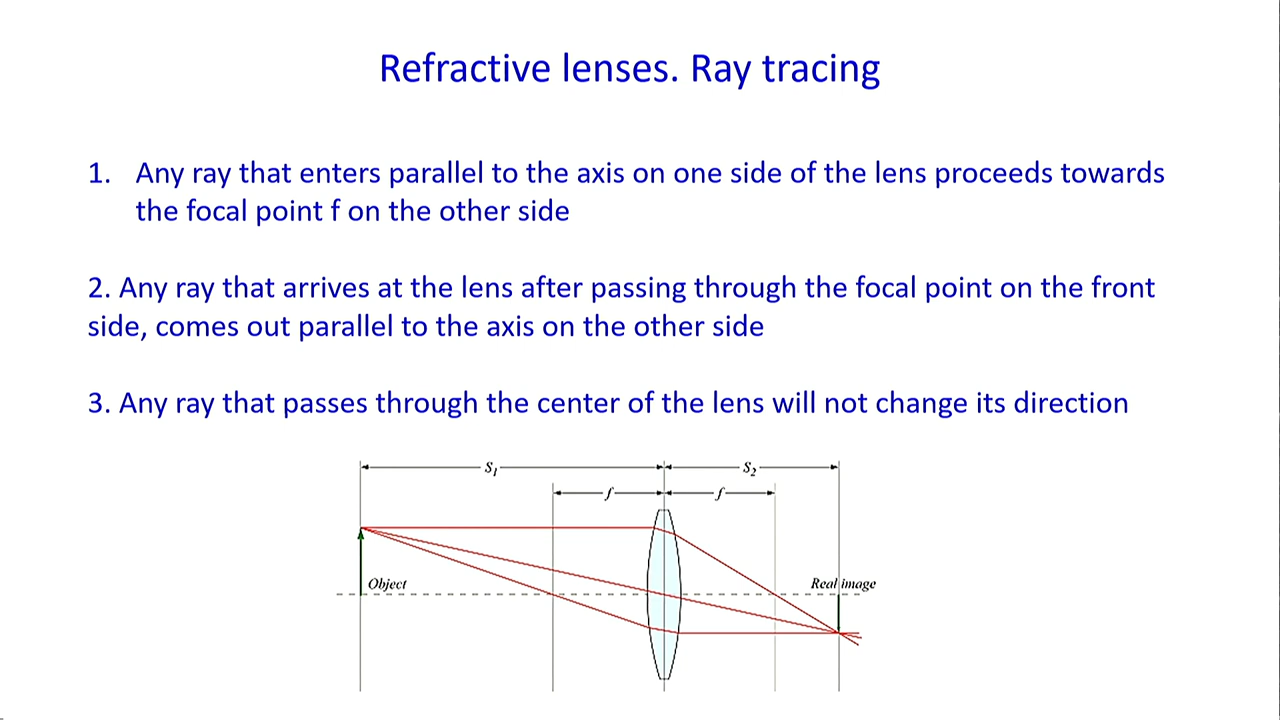 Refractive lenses. Ray tracing
1. Any ray that enters parallel to the axis on one side of the lens proceeds towards
the focal point f on the other side
2. Any ray that arrives at the lens after passing through the focal point on the front
side, comes out parallel to the axis on the other side
3. Any ray that passes through the center of the lens will not change its direction
S₁ S₂
f f
Object Real image